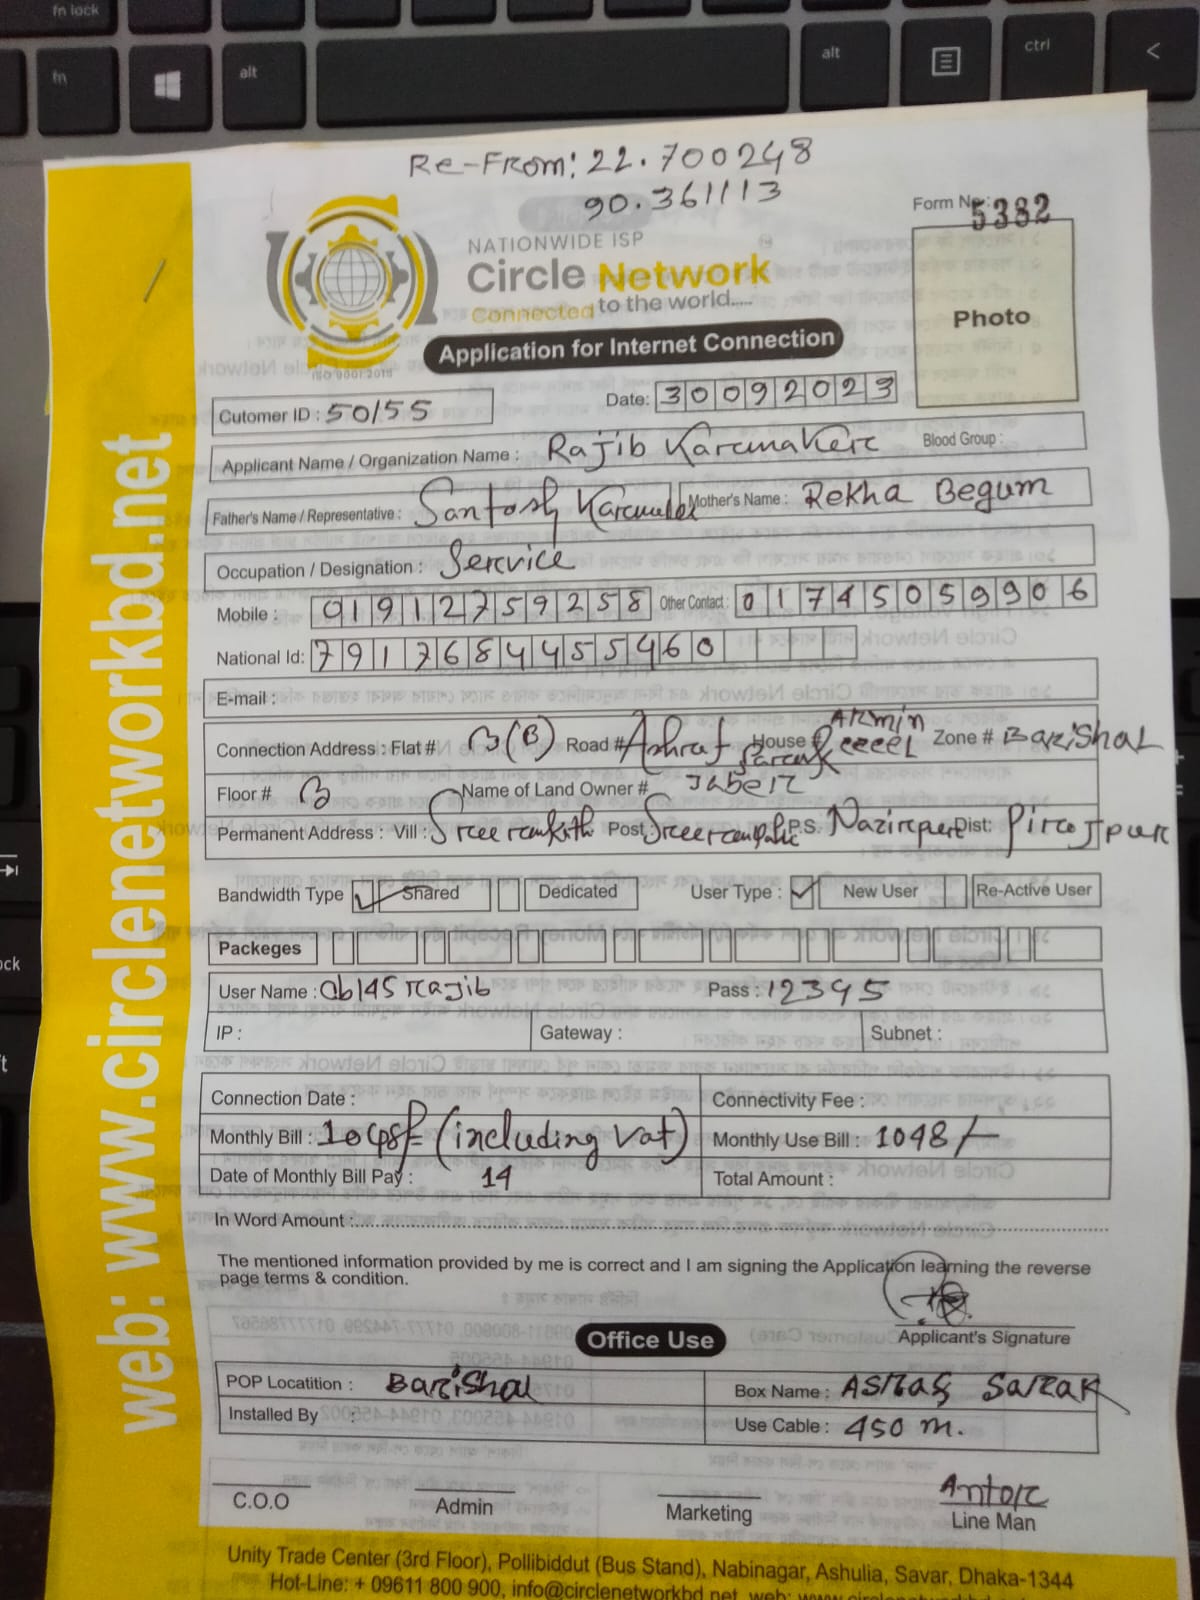 Re-From: 22.700248
90.361113
Form No.: 5382
NATIONWIDE ISP
Circle Network
Connected to the world.....
ISO 9001:2015
Photo
Application for Internet Connection
Cutomer ID : 50155
Date: 30092023
Applicant Name / Organization Name : Rajib Karmaker
Blood Group :
Father's Name / Representative : Santosh Karmaker Mother's Name : Rekha Begum
Occupation / Designation : Service
Mobile : 01912759258 Other Contact : 01745059906
National Id: 7917684455460
E-mail :
Connection Address : Flat # 3(B) Road # Ashraf House # Zone # Barishal
Floor # 3 Name of Land Owner # Jaber
Permanent Address : Vill : Post : P.S. Nazirpur Dist: Pirojpur
Bandwidth Type Shared Dedicated User Type : New User Re-Active User
Packeges
User Name : Pass : 12345
IP : Gateway : Subnet :
Connection Date : Connectivity Fee :
Monthly Bill : (including Vat) Monthly Use Bill : 1048/-
Date of Monthly Bill Pay : 14 Total Amount :
In Word Amount :
The mentioned information provided by me is correct and I am signing the Application learning the reverse
page terms & condition.
Applicant's Signature
Office Use
POP Locatition : Barishal Box Name : Asraf Sarak
Installed By : Use Cable : 450 m.
Antor
C.O.O Admin Marketing Line Man
Unity Trade Center (3rd Floor), Pollibiddut (Bus Stand), Nabinagar, Ashulia, Savar, Dhaka-1344
Hot-Line: + 09611 800 900, info@circlenetworkbd.net, web:
web: www.circlenetworkbd.net
fn lock
fn
alt
alt
ctrl
<